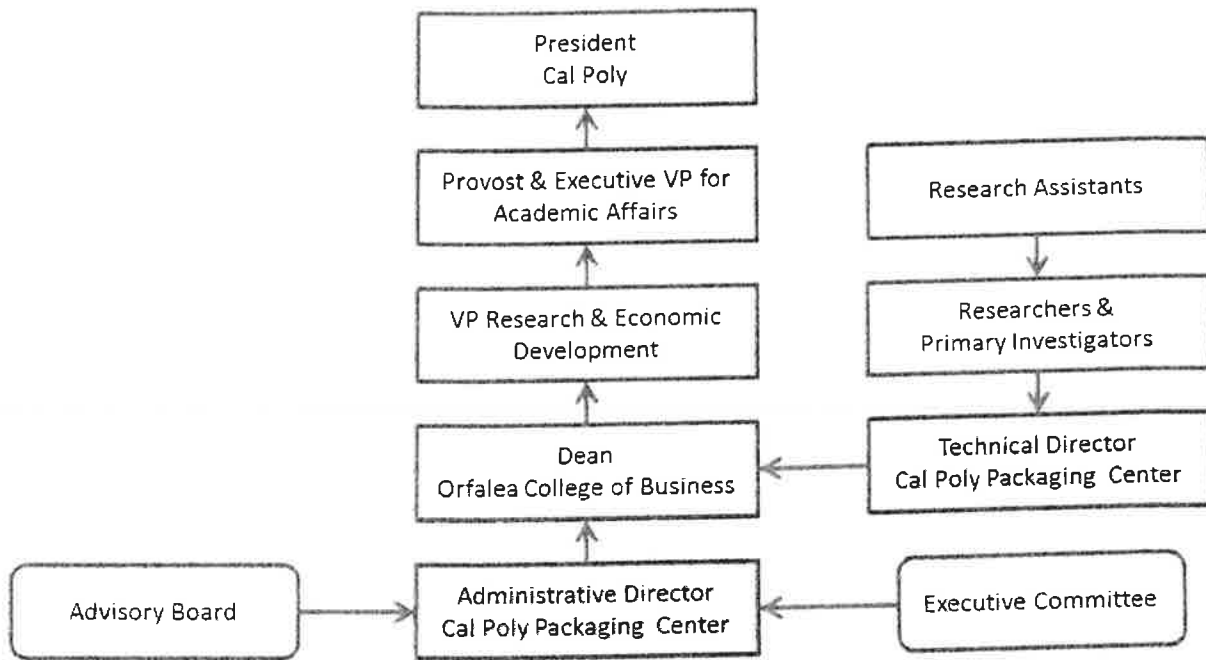 President
Cal Poly
Provost & Executive VP for
Academic Affairs
Research Assistants
VP Research & Economic
Development
Researchers &
Primary Investigators
Dean
Orfalea College of Business
Technical Director
Cal Poly Packaging Center
Advisory Board
Administrative Director
Cal Poly Packaging Center
Executive Committee